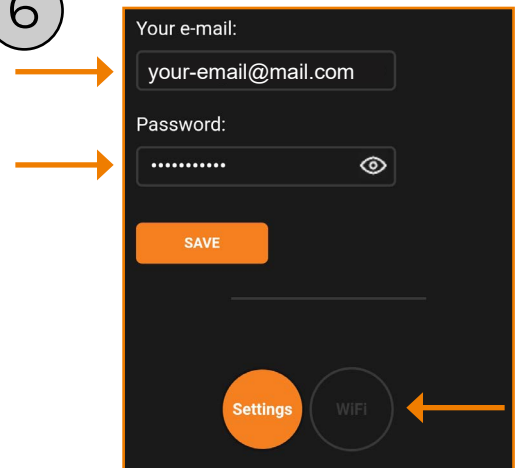 6
Your e-mail:
your-email@mail.com
Password:
•••••••••••
SAVE
Settings
WiFi